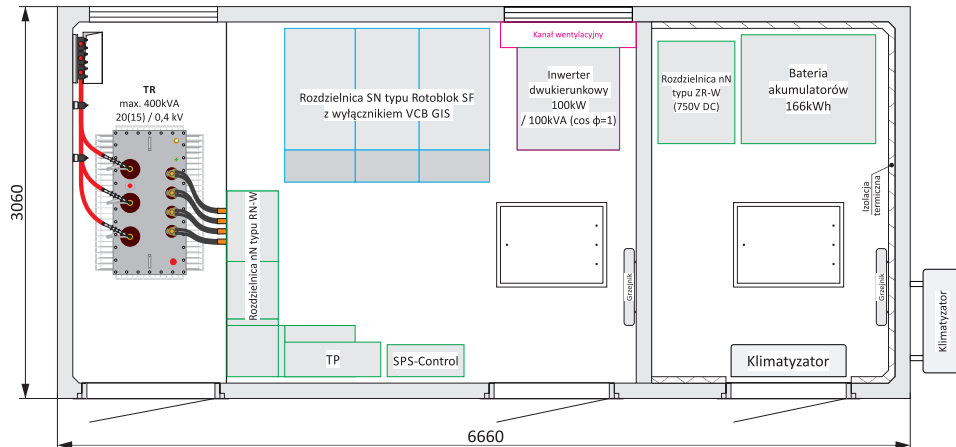 Kanał wentylacyjny
TR
max. 400kVA
20(15) / 0,4 kV
Rozdzielnica SN typu Rotoblok SF
z wyłącznikiem VCB GIS
Inwerter
dwukierunkowy
100kW
/ 100kVA (cos ϕ=1)
Rozdzielnica nN
typu ZR-W
(750V DC)
Bateria
akumulatorów
166kWh
Izolacja
termiczna
3060
Rozdzielnica nN typu RN-W
Grzejnik
Grzejnik
Klimatyzator
TP
SPS-Control
Klimatyzator
6660